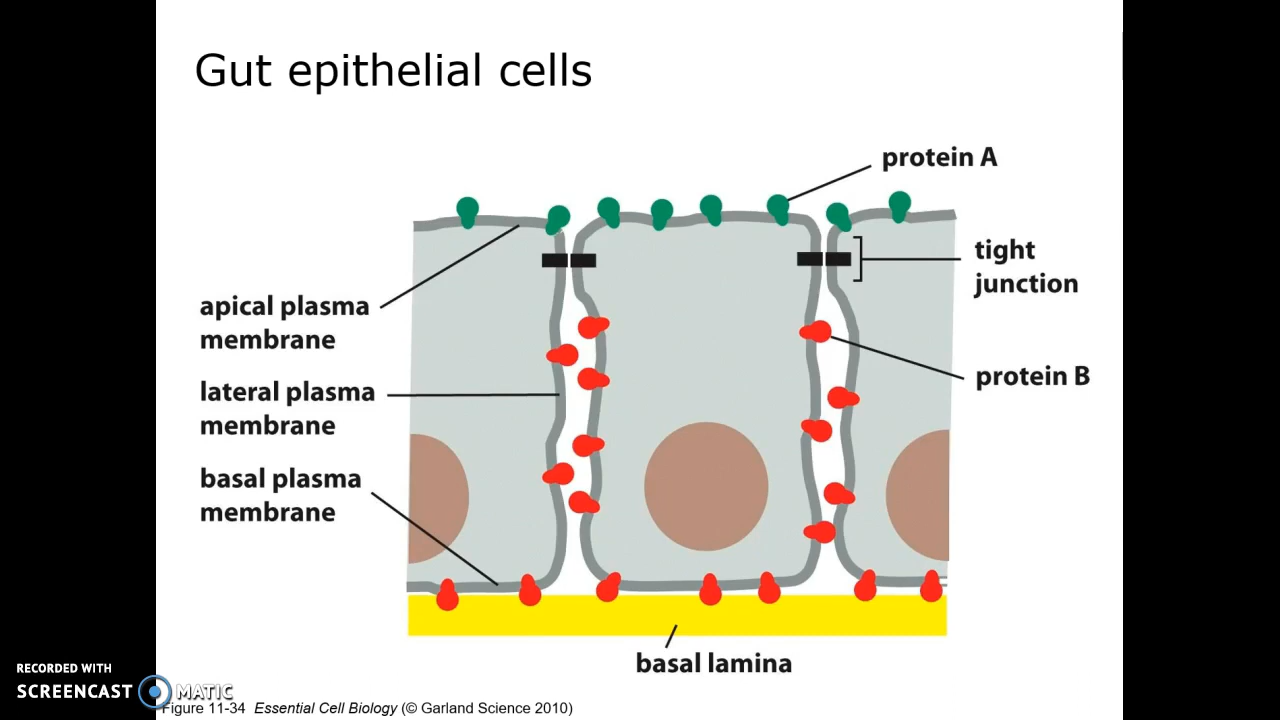 Gut epithelial cells
protein A
tight
junction
apical plasma
membrane
protein B
lateral plasma
membrane
basal plasma
membrane
basal lamina
RECORDED WITH
SCREENCAST MATIC
Figure 11-34 Essential Cell Biology (© Garland Science 2010)